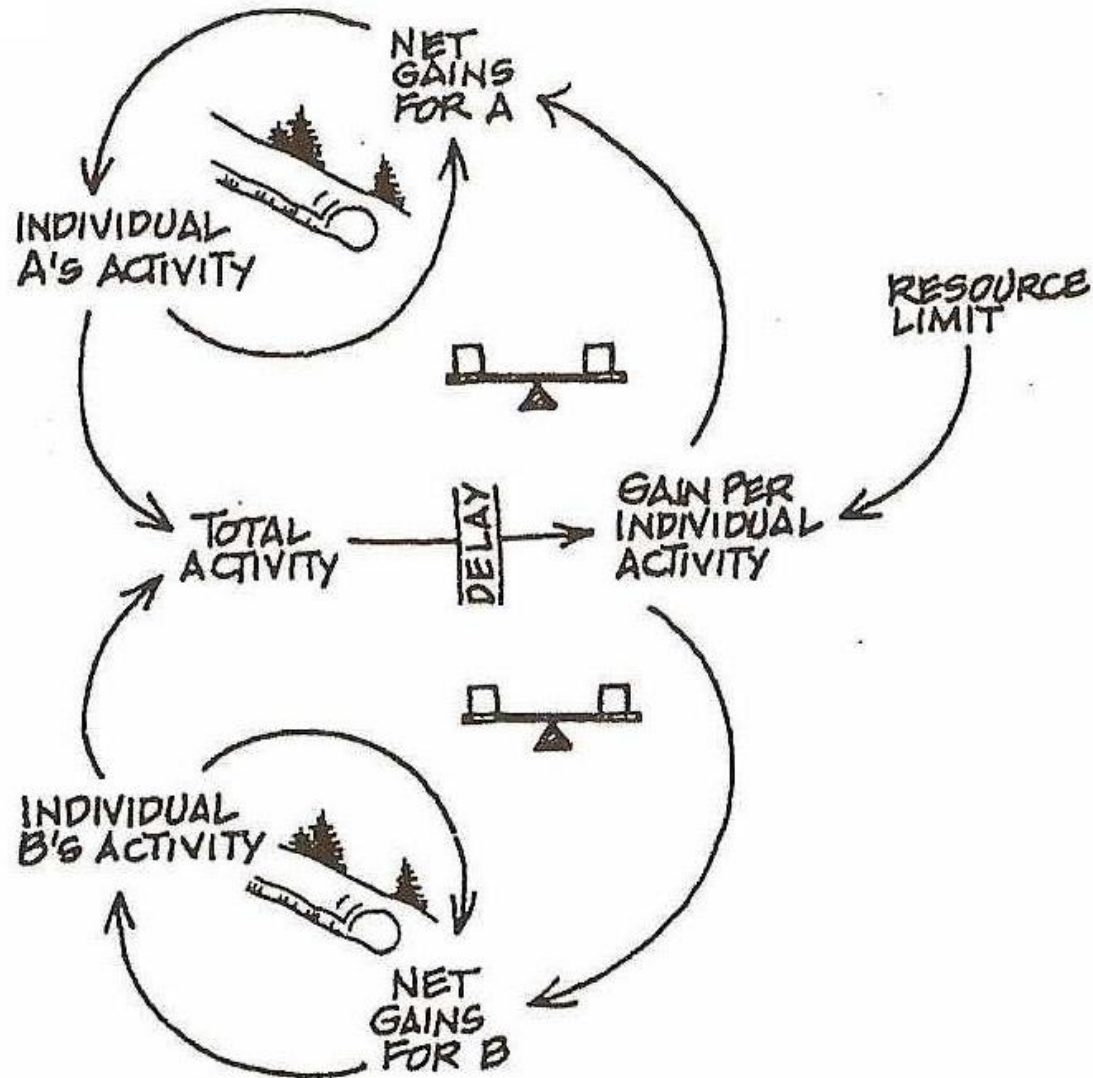 NET
GAINS
FOR A
INDIVIDUAL
A'S ACTIVITY
RESOURCE
LIMIT
TOTAL
ACTIVITY
DELAY
GAIN PER
INDIVIDUAL
ACTIVITY
INDIVIDUAL
B'S ACTIVITY
NET
GAINS
FOR B